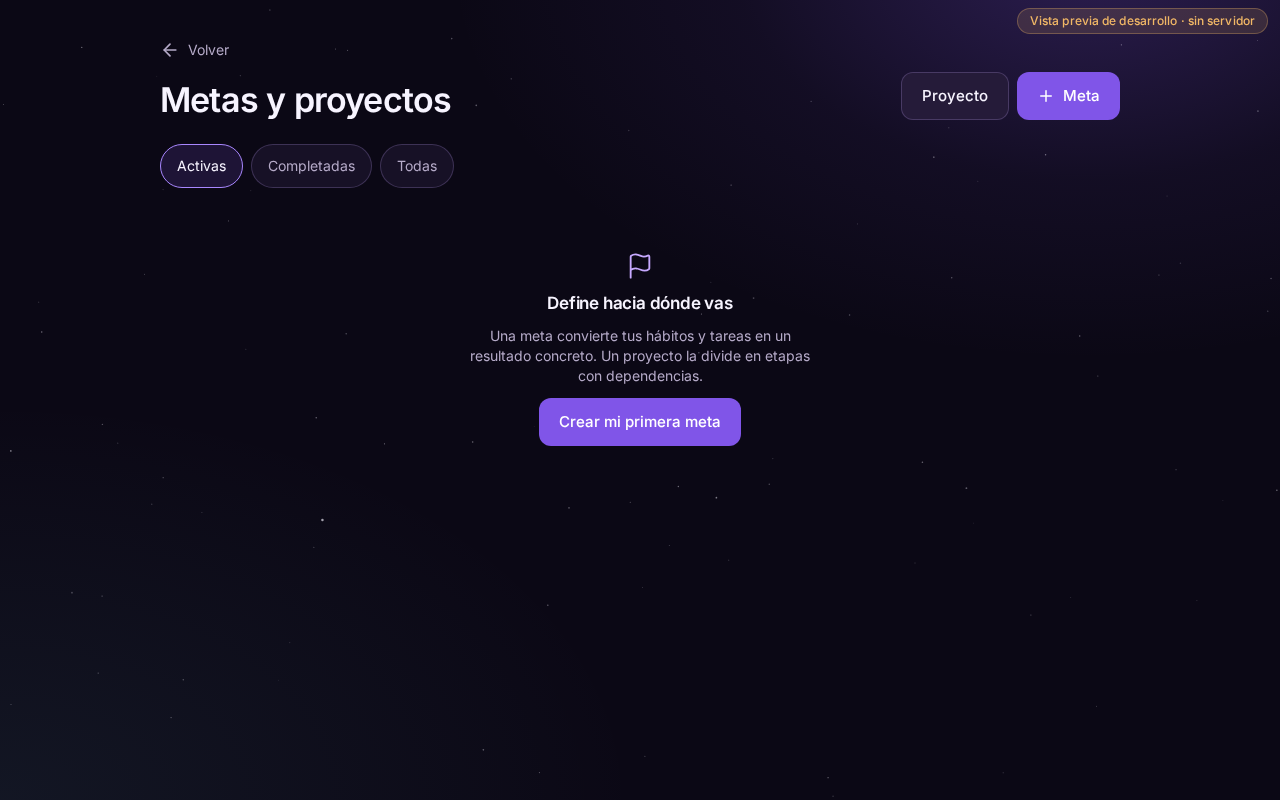 Vista previa de desarrollo · sin servidor
Volver
Metas y proyectos
Proyecto
Meta
Activas
Completadas
Todas
Define hacia dónde vas
Una meta convierte tus hábitos y tareas en un
resultado concreto. Un proyecto la divide en etapas
con dependencias.
Crear mi primera meta